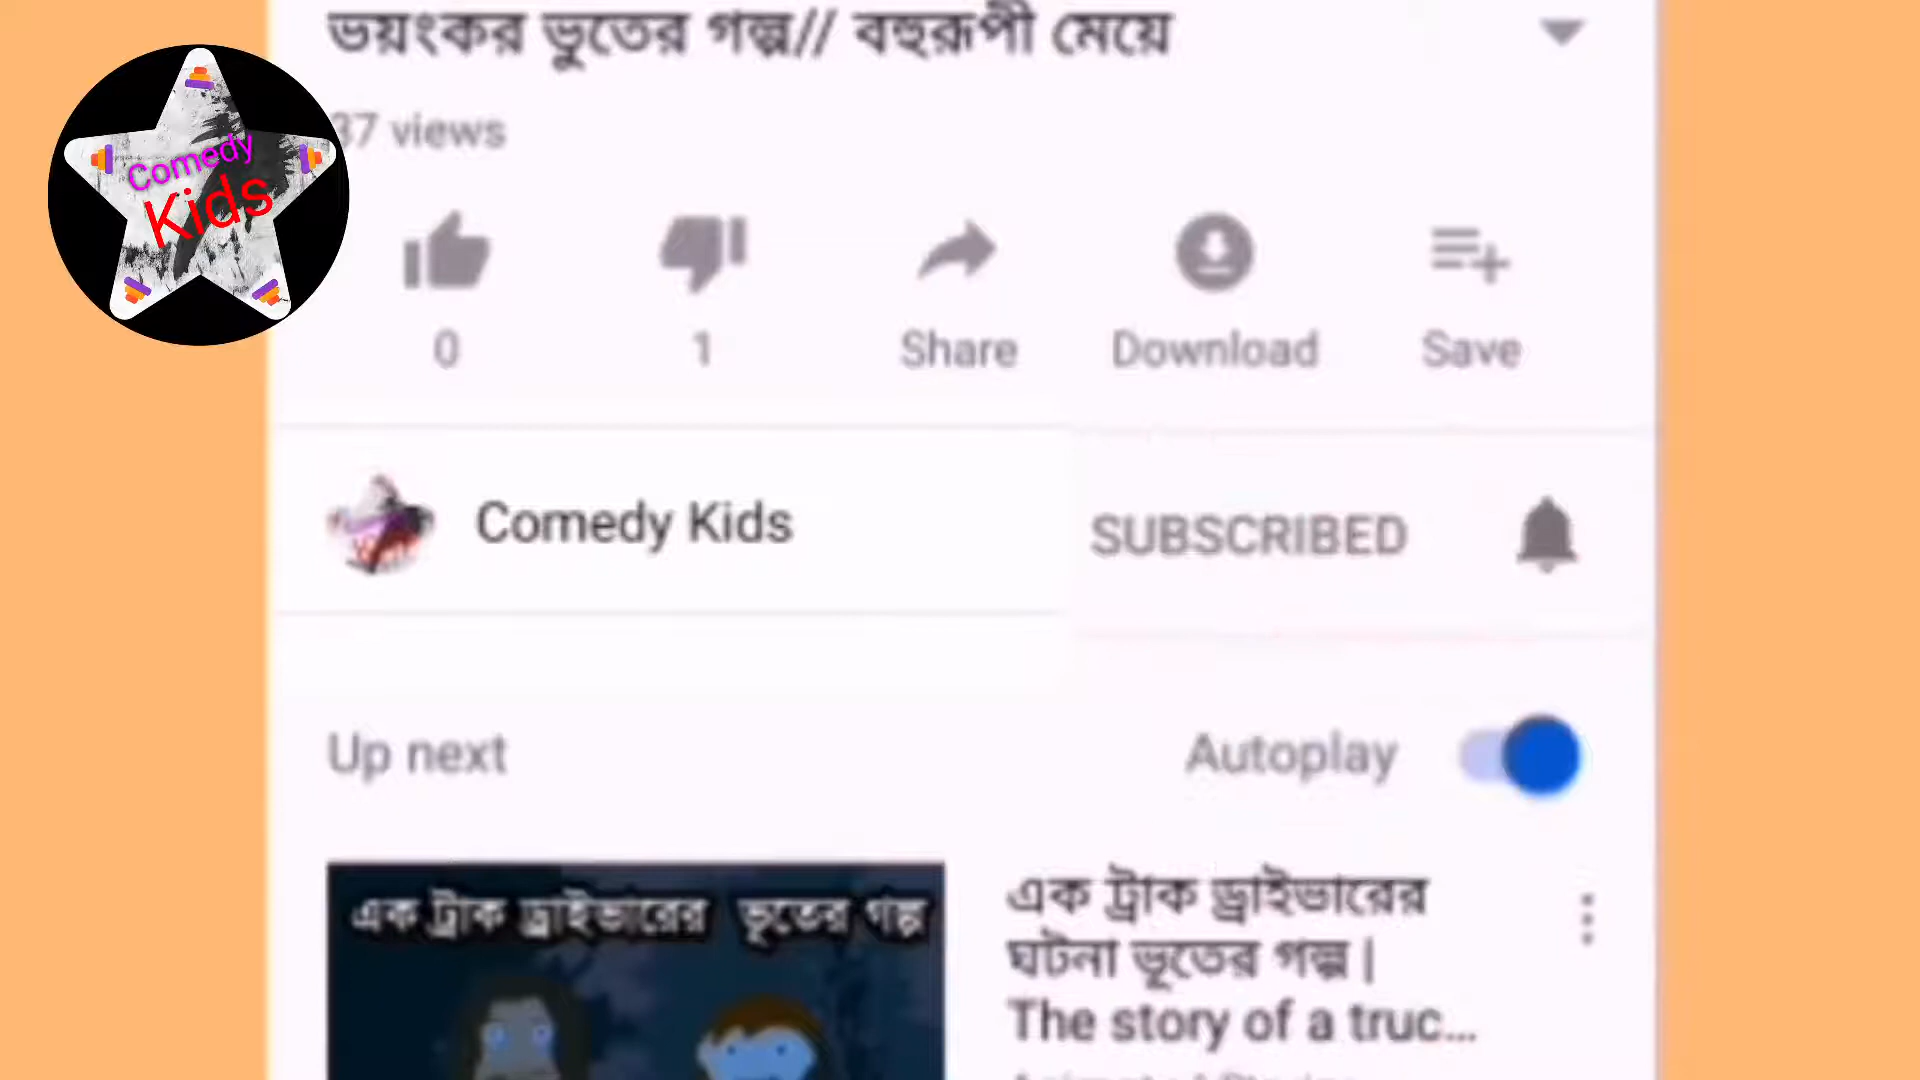 ভয়ংকর ভুতের গল্প// বহুরূপী মেয়ে
37 views
Comedy
Kids
0
1
Share
Download
Save
Comedy Kids
SUBSCRIBED
Up next
Autoplay
এক ট্রাক ড্রাইভারের ভূতের গল্প
এক ট্রাক ড্রাইভারের
ঘটনা ভূতের গল্প |
The story of a truc...